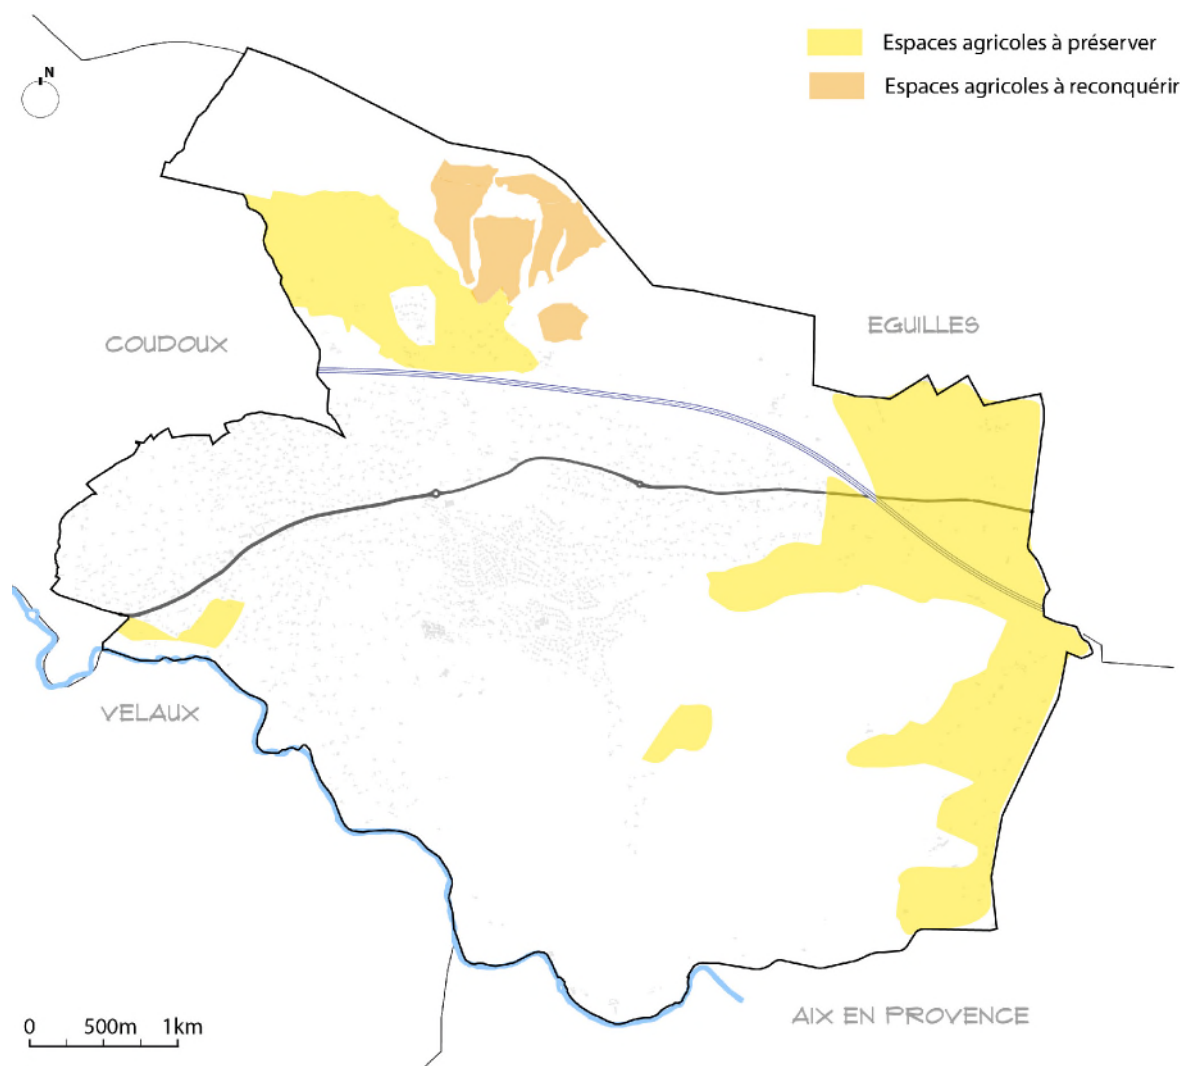 Espaces agricoles à préserver
N
Espaces agricoles à reconquérir
EGUILLES
COUDOUX
VELAUX
AIX EN PROVENCE
0 500m 1km